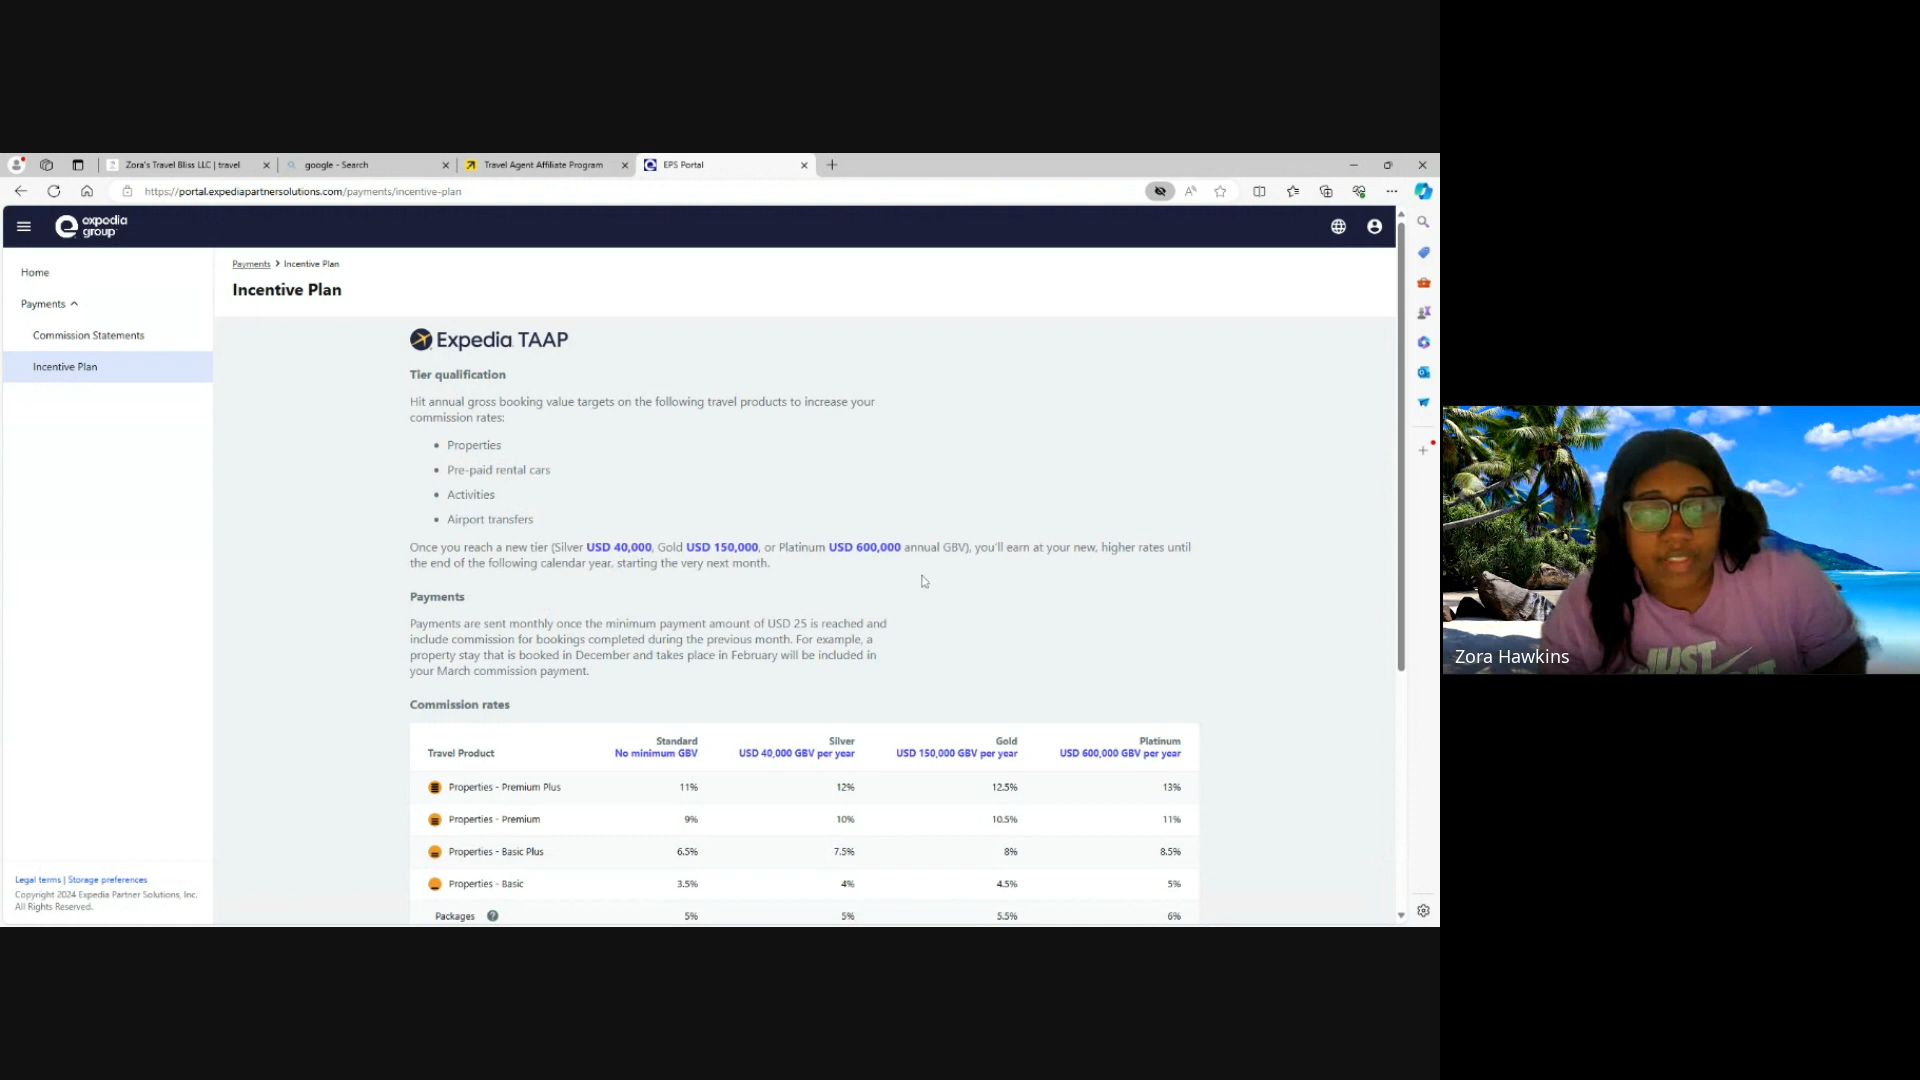 Zora's Travel Bliss LLC | travel
google - Search
Travel Agent Affiliate Program
EPS Portal
https://portal.expediapartnersolutions.com/payments/incentive-plan
expedia group
Home
Payments
Commission Statements
Incentive Plan
Payments > Incentive Plan
Incentive Plan
Expedia TAAP
Tier qualification
Hit annual gross booking value targets on the following travel products to increase your
commission rates:
• Properties
• Pre-paid rental cars
• Activities
• Airport transfers
Once you reach a new tier (Silver USD 40,000, Gold USD 150,000, or Platinum USD 600,000 annual GBV), you'll earn at your new, higher rates until
the end of the following calendar year, starting the very next month.
Payments
Payments are sent monthly once the minimum payment amount of USD 25 is reached and
include commission for bookings completed during the previous month. For example, a
property stay that is booked in December and takes place in February will be included in
your March commission payment.
Commission rates
Travel Product Standard No minimum GBV Silver USD 40,000 GBV per year Gold USD 150,000 GBV per year Platinum USD 600,000 GBV per year
Properties - Premium Plus 11% 12% 12.5% 13%
Properties - Premium 9% 10% 10.5% 11%
Properties - Basic Plus 6.5% 7.5% 8% 8.5%
Properties - Basic 3.5% 4% 4.5% 5%
Packages 5% 5% 5.5% 6%
Legal terms | Storage preferences
Copyright 2024 Expedia Partner Solutions, Inc.
All Rights Reserved.
JUST
Zora Hawkins